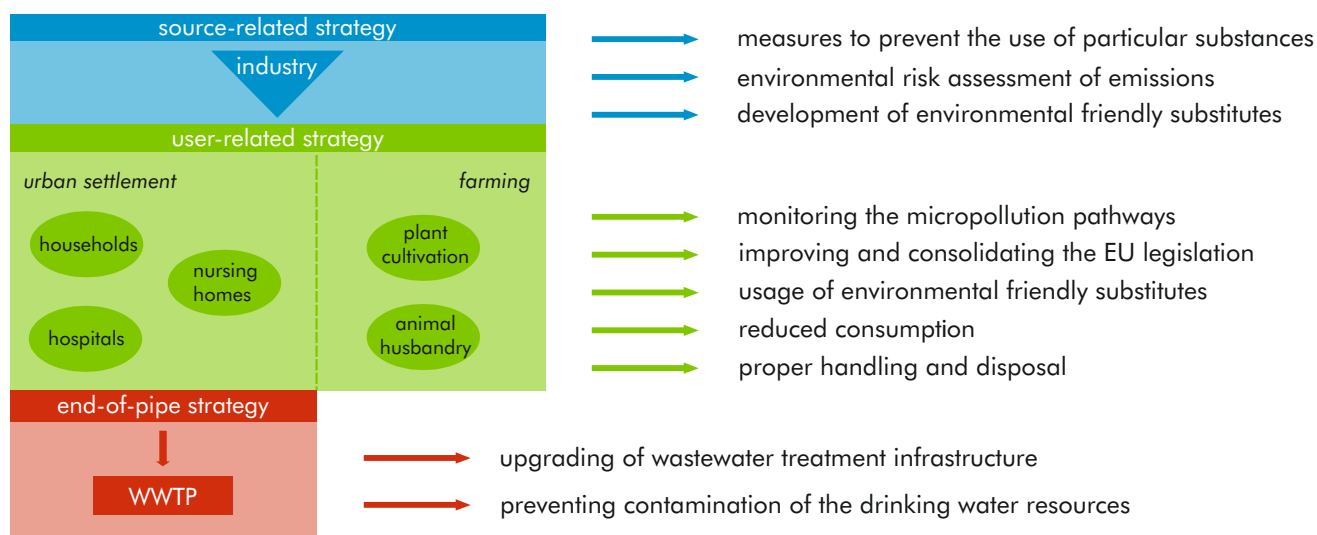 source-related strategy
industry
measures to prevent the use of particular substances
environmental risk assessment of emissions
development of environmental friendly substitutes
user-related strategy
urban settlement
farming
households
nursing
homes
hospitals
plant
cultivation
animal
husbandry
monitoring the micropollution pathways
improving and consolidating the EU legislation
usage of environmental friendly substitutes
reduced consumption
proper handling and disposal
end-of-pipe strategy
WWTP
upgrading of wastewater treatment infrastructure
preventing contamination of the drinking water resources